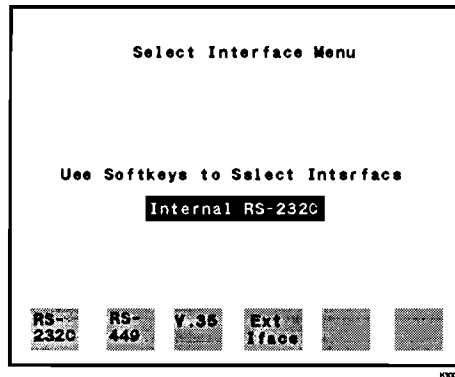 Select Interface Menu
Use Softkeys to Select Interface
Internal RS-232C
RS-
232C
RS-
449
V.35
Ext
Iface